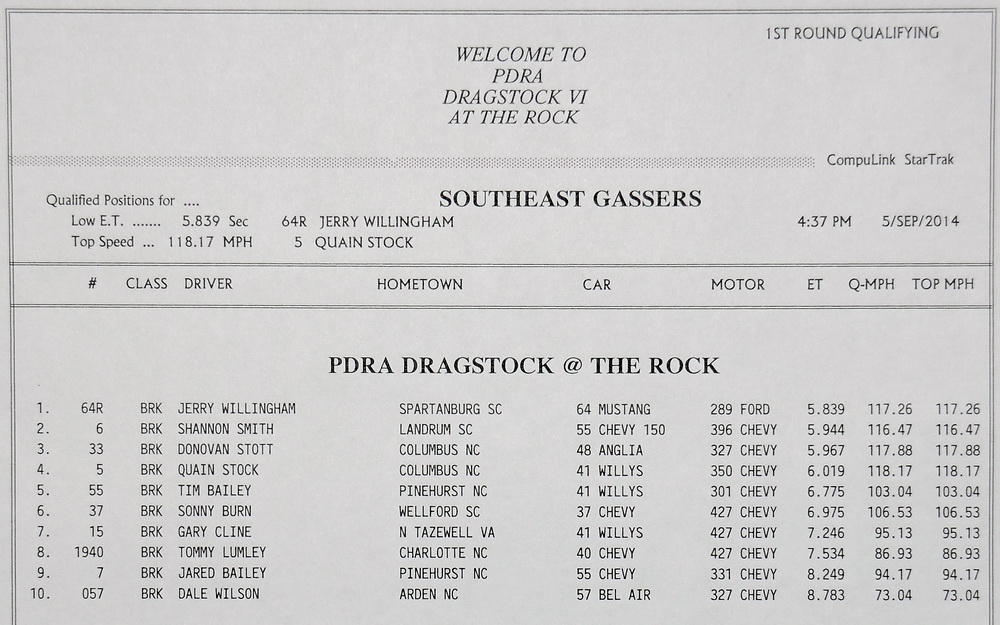 1ST ROUND QUALIFYING
WELCOME TO
PDRA
DRAGSTOCK VI
AT THE ROCK
CompuLink StarTrak
Qualified Positions for ....
SOUTHEAST GASSERS
Low E.T. ....... 5.839 Sec 64R JERRY WILLINGHAM 4:37 PM 5/SEP/2014
Top Speed ... 118.17 MPH 5 QUAIN STOCK
# CLASS DRIVER HOMETOWN CAR MOTOR ET Q-MPH TOP MPH
PDRA DRAGSTOCK @ THE ROCK
1. 64R BRK JERRY WILLINGHAM SPARTANBURG SC 64 MUSTANG 289 FORD 5.839 117.26 117.26
2. 6 BRK SHANNON SMITH LANDRUM SC 55 CHEVY 150 396 CHEVY 5.944 116.47 116.47
3. 33 BRK DONOVAN STOTT COLUMBUS NC 48 ANGLIA 327 CHEVY 5.967 117.88 117.88
4. 5 BRK QUAIN STOCK COLUMBUS NC 41 WILLYS 350 CHEVY 6.019 118.17 118.17
5. 55 BRK TIM BAILEY PINEHURST NC 41 WILLYS 301 CHEVY 6.775 103.04 103.04
6. 37 BRK SONNY BURN WELLFORD SC 37 CHEVY 427 CHEVY 6.975 106.53 106.53
7. 15 BRK GARY CLINE N TAZEWELL VA 41 WILLYS 427 CHEVY 7.246 95.13 95.13
8. 1940 BRK TOMMY LUMLEY CHARLOTTE NC 40 CHEVY 427 CHEVY 7.534 86.93 86.93
9. 7 BRK JARED BAILEY PINEHURST NC 55 CHEVY 331 CHEVY 8.249 94.17 94.17
10. 057 BRK DALE WILSON ARDEN NC 57 BEL AIR 327 CHEVY 8.783 73.04 73.04